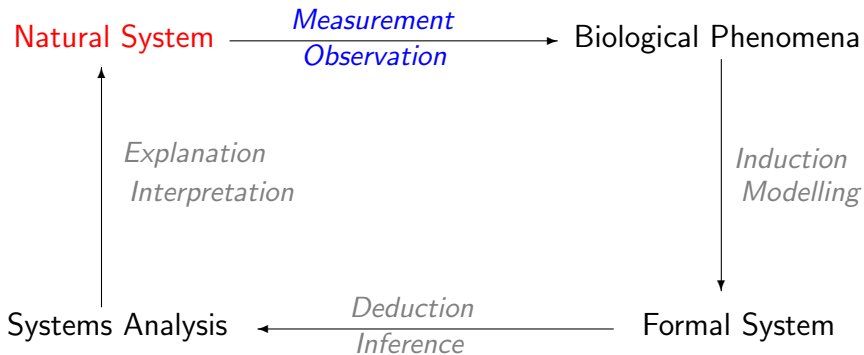 Natural System
Measurement
Observation
Biological Phenomena
Explanation
Interpretation
Induction
Modelling
Systems Analysis
Deduction
Inference
Formal System